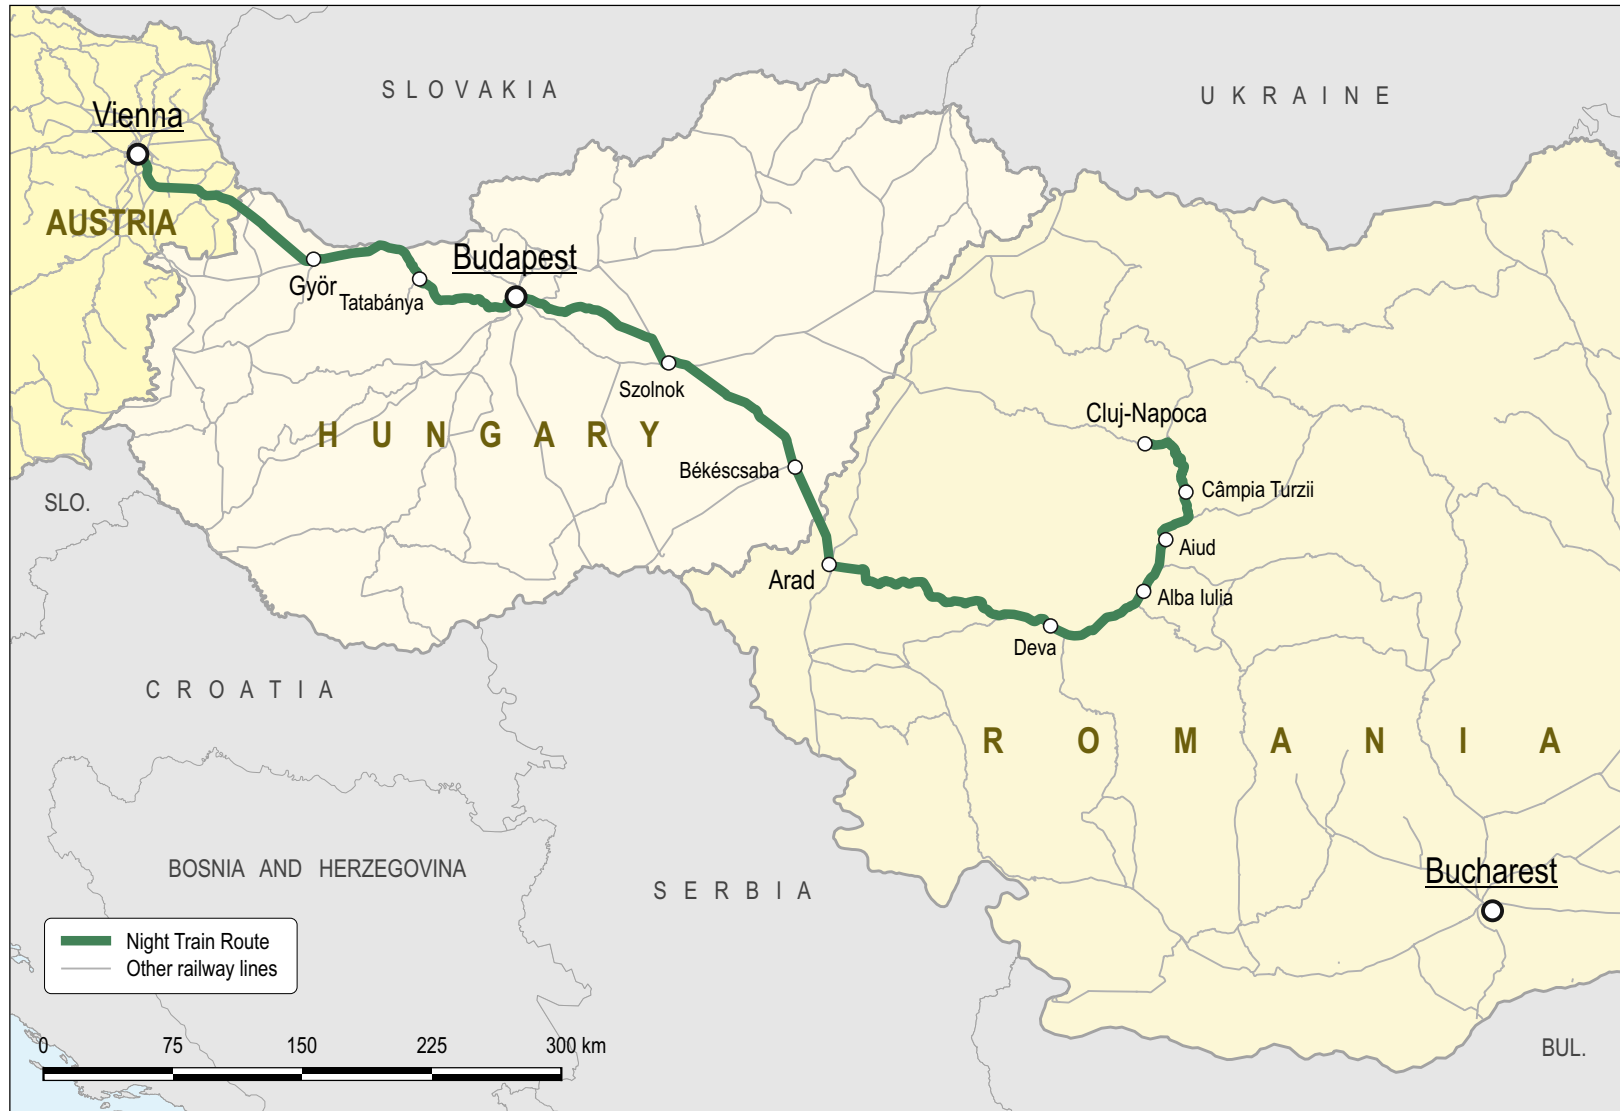 SLOVAKIA
UKRAINE
Vienna
AUSTRIA
Budapest
Györ
Tatabánya
Szolnok
HUNGARY
Cluj-Napoca
Békéscsaba
Câmpia Turzii
SLO.
Aiud
Arad
Alba Iulia
Deva
CROATIA
ROMANIA
BOSNIA AND HERZEGOVINA
SERBIA
Bucharest
Night Train Route
Other railway lines
0 75 150 225 300 km
BUL.